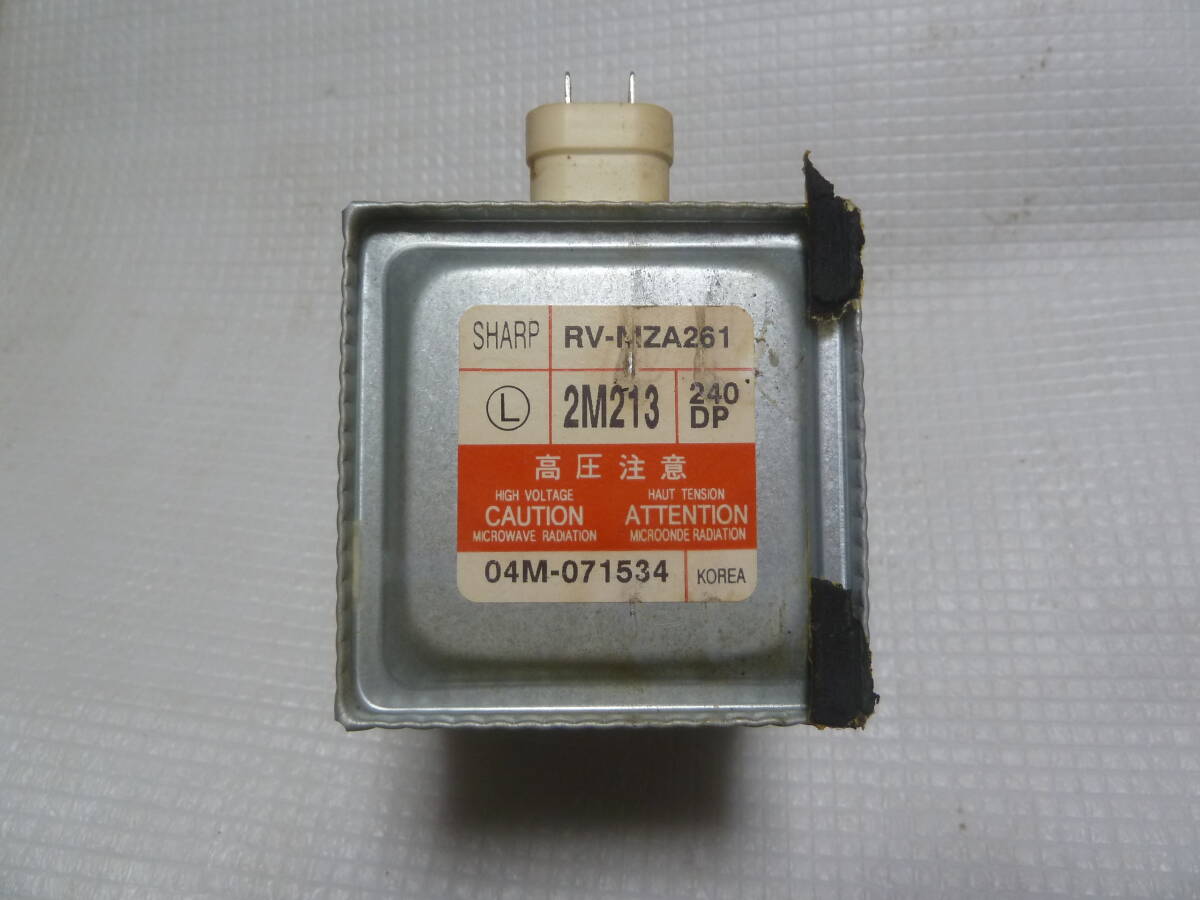 SHARP RV-MZA261
L 2M213 240 DP
高圧注意
HIGH VOLTAGE HAUT TENSION
CAUTION ATTENTION
MICROWAVE RADIATION MICROONDE RADIATION
04M-071534 KOREA